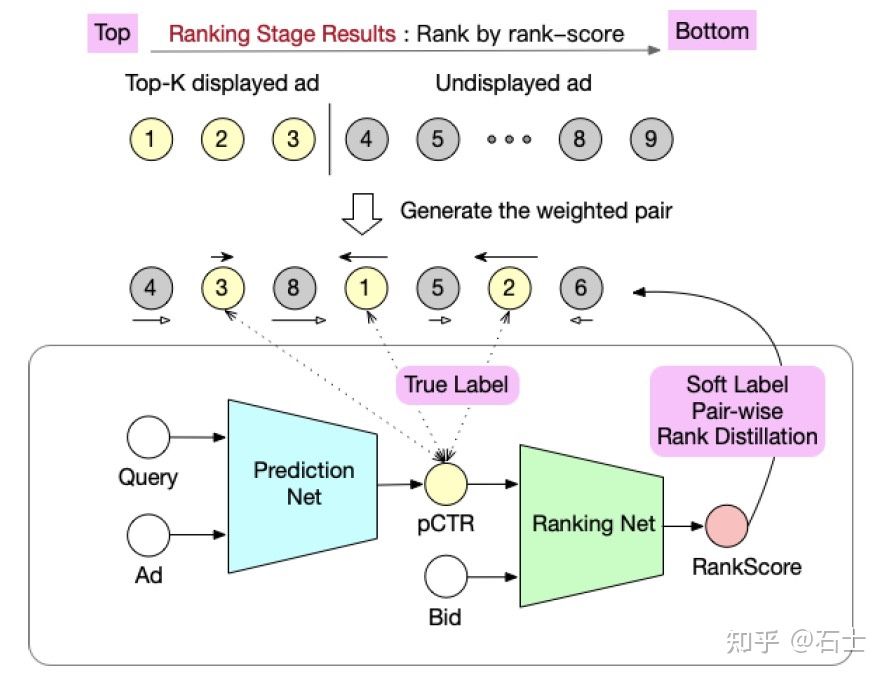 Top
Ranking Stage Results : Rank by rank-score
Bottom
Top-K displayed ad
Undisplayed ad
1 2 3 4 5 8 9
Generate the weighted pair
4 3 8 1 5 2 6
True Label
Soft Label
Pair-wise
Rank Distillation
Query
Prediction
Net
Ad
pCTR
Ranking Net
RankScore
Bid
知乎 @石士